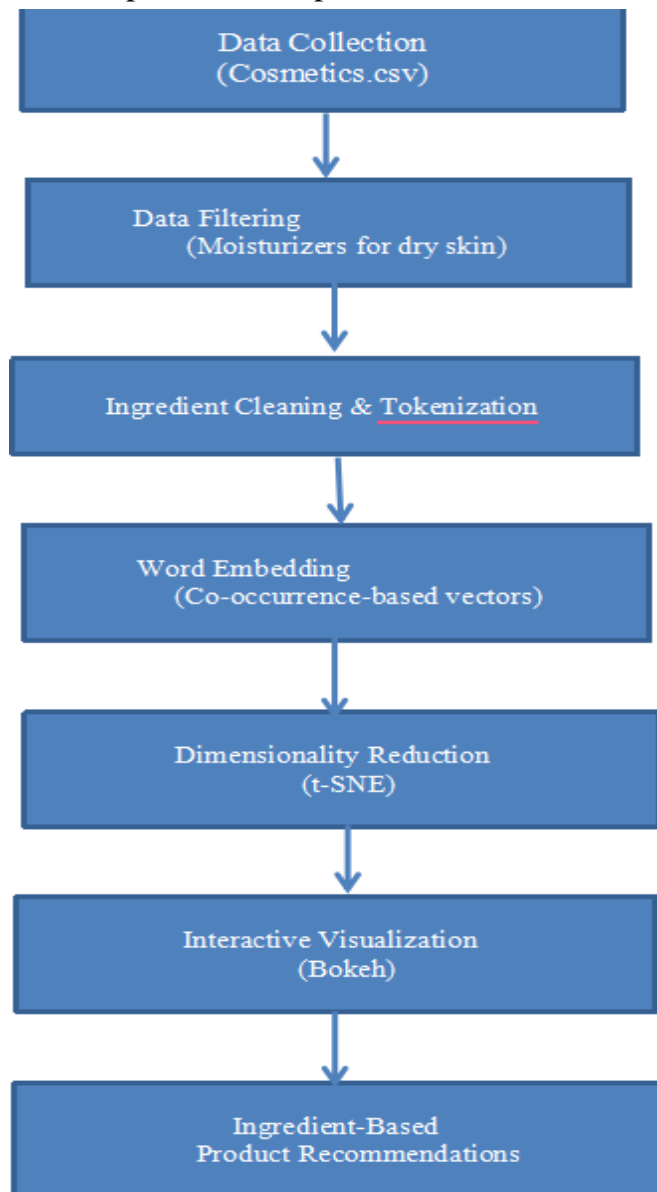 Data Collection
(Cosmetics.csv)
Data Filtering
(Moisturizers for dry skin)
Ingredient Cleaning & Tokenization
Word Embedding
(Co-occurrence-based vectors)
Dimensionality Reduction
(t-SNE)
Interactive Visualization
(Bokeh)
Ingredient-Based
Product Recommendations